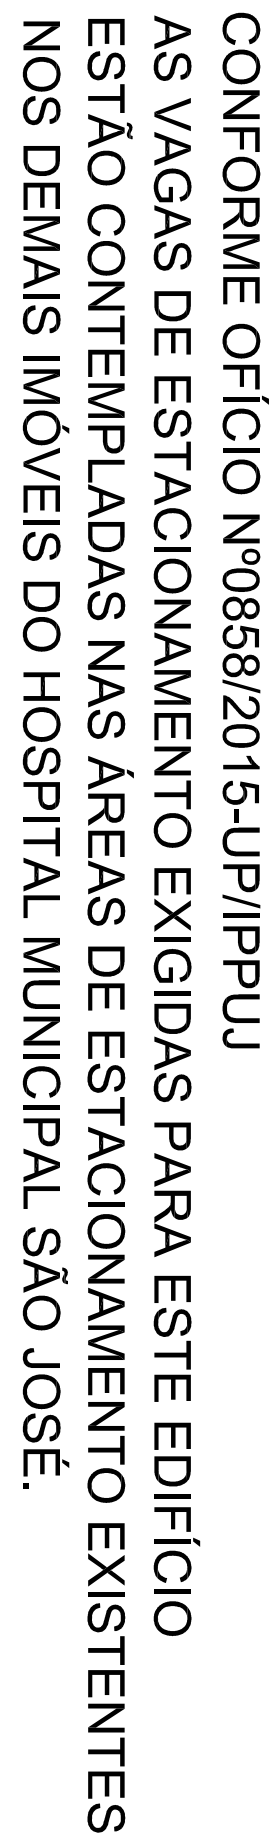 CONFORME OFÍCIO Nº0858/2015-UP/IPPUJ
AS VAGAS DE ESTACIONAMENTO EXIGIDAS PARA ESTE EDIFÍCIO
ESTÃO CONTEMPLADAS NAS ÁREAS DE ESTACIONAMENTO EXISTENTES
NOS DEMAIS IMÓVEIS DO HOSPITAL MUNICIPAL SÃO JOSÉ.